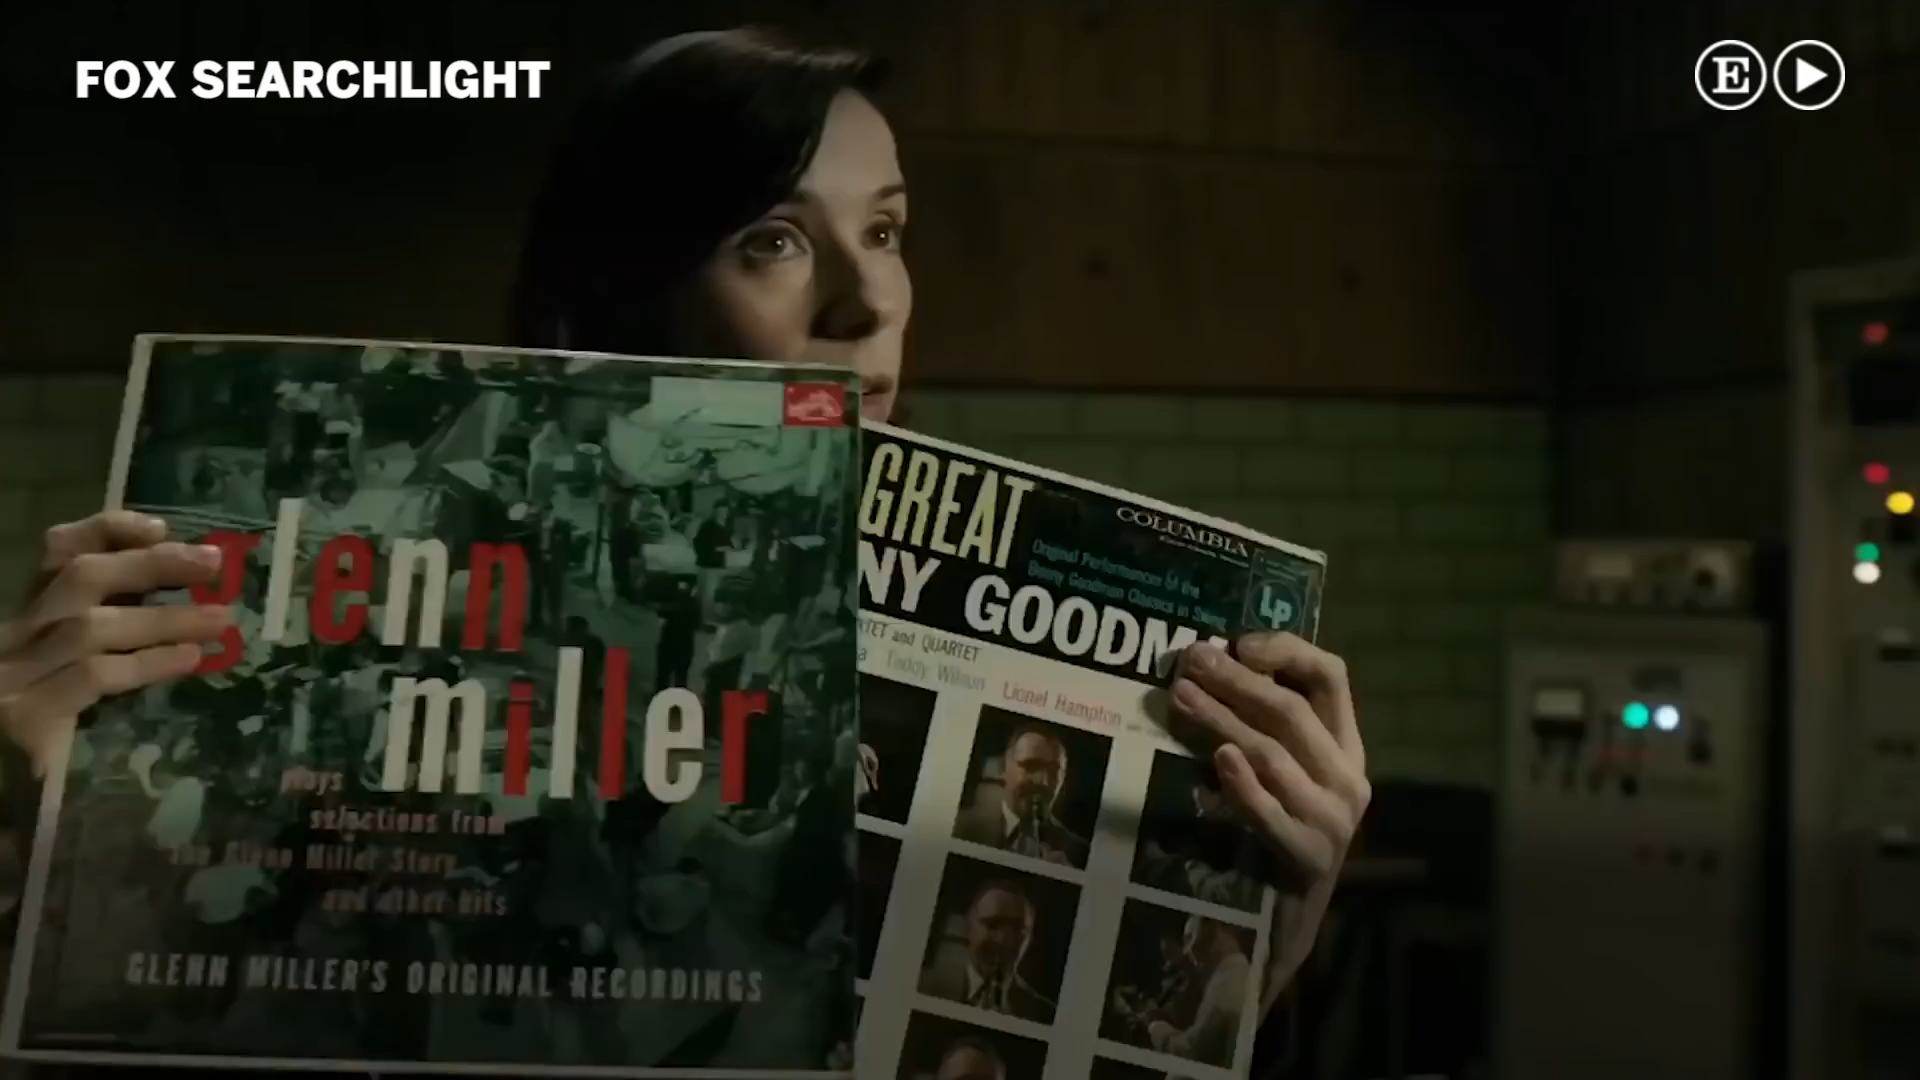 FOX SEARCHLIGHT
E
glenn
miller
plays
selections from
The Glenn Miller Story
and other hits
GLENN MILLER'S ORIGINAL RECORDINGS
GREAT
COLUMBIA
Original Performances of the
Benny Goodman Classics in Swing
LP
NY GOODM
and QUARTET
Teddy Wilson Lionel Hampton